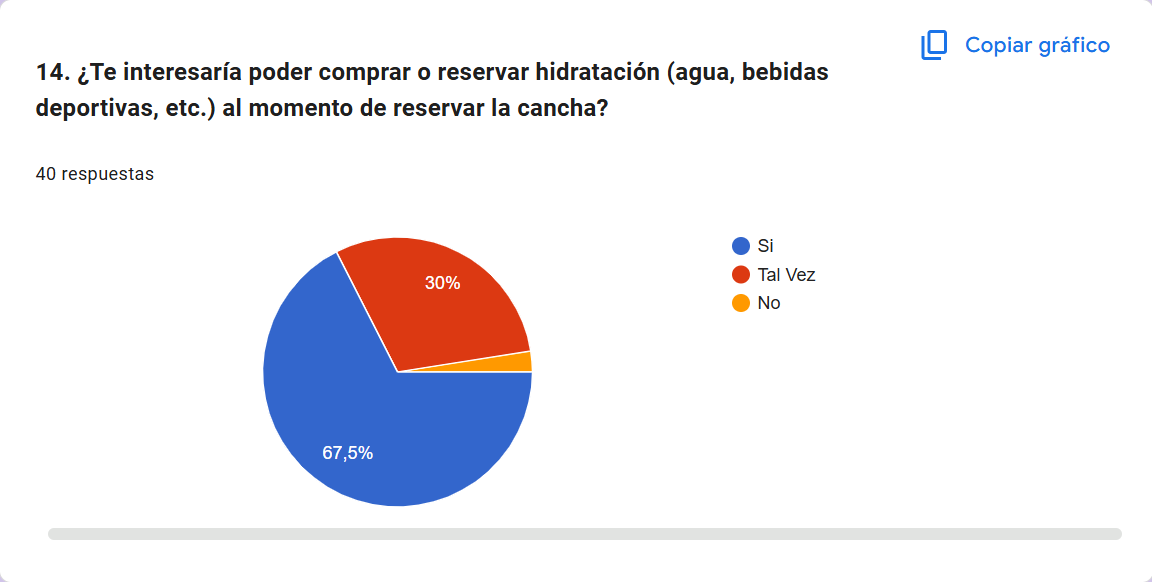 Copiar gráfico
14. ¿Te interesaría poder comprar o reservar hidratación (agua, bebidas
deportivas, etc.) al momento de reservar la cancha?
40 respuestas
Si
Tal Vez
No
30%
67,5%